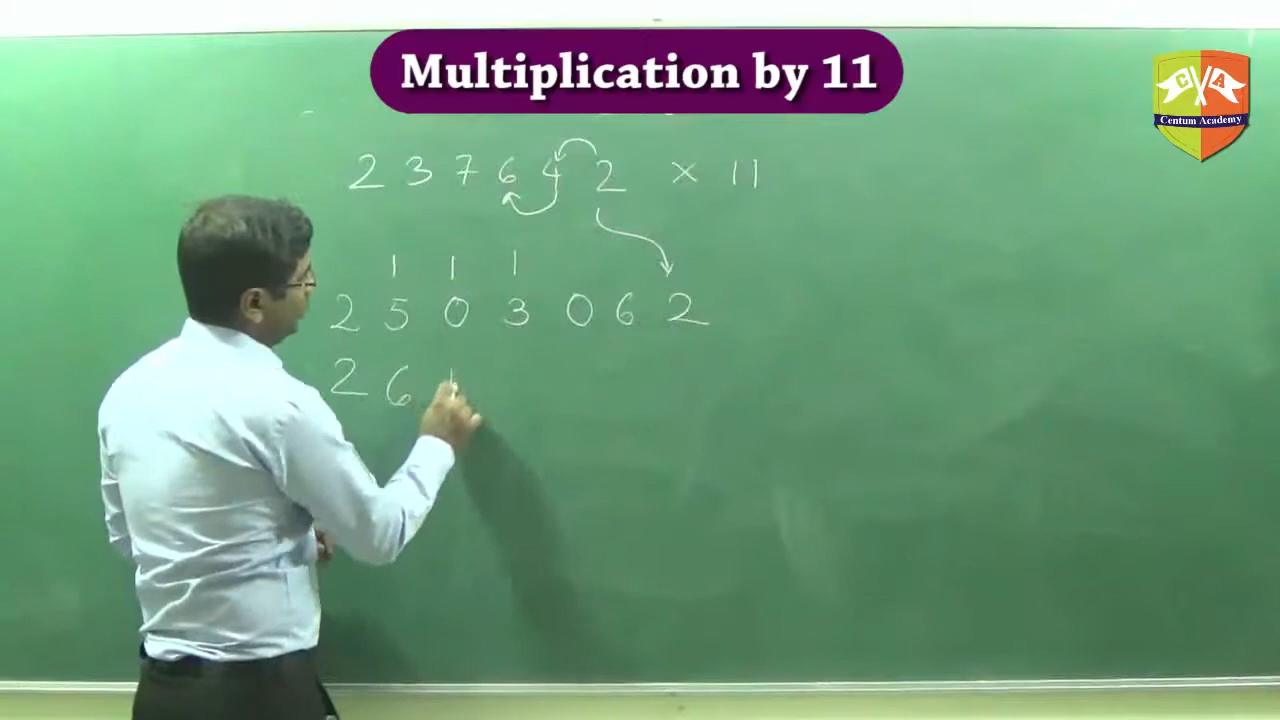 Multiplication by 11
C A
Centum Academy
2 3 7 6 4 2 × 11
1 1 1
2 5 0 3 0 6 2
2 6 1